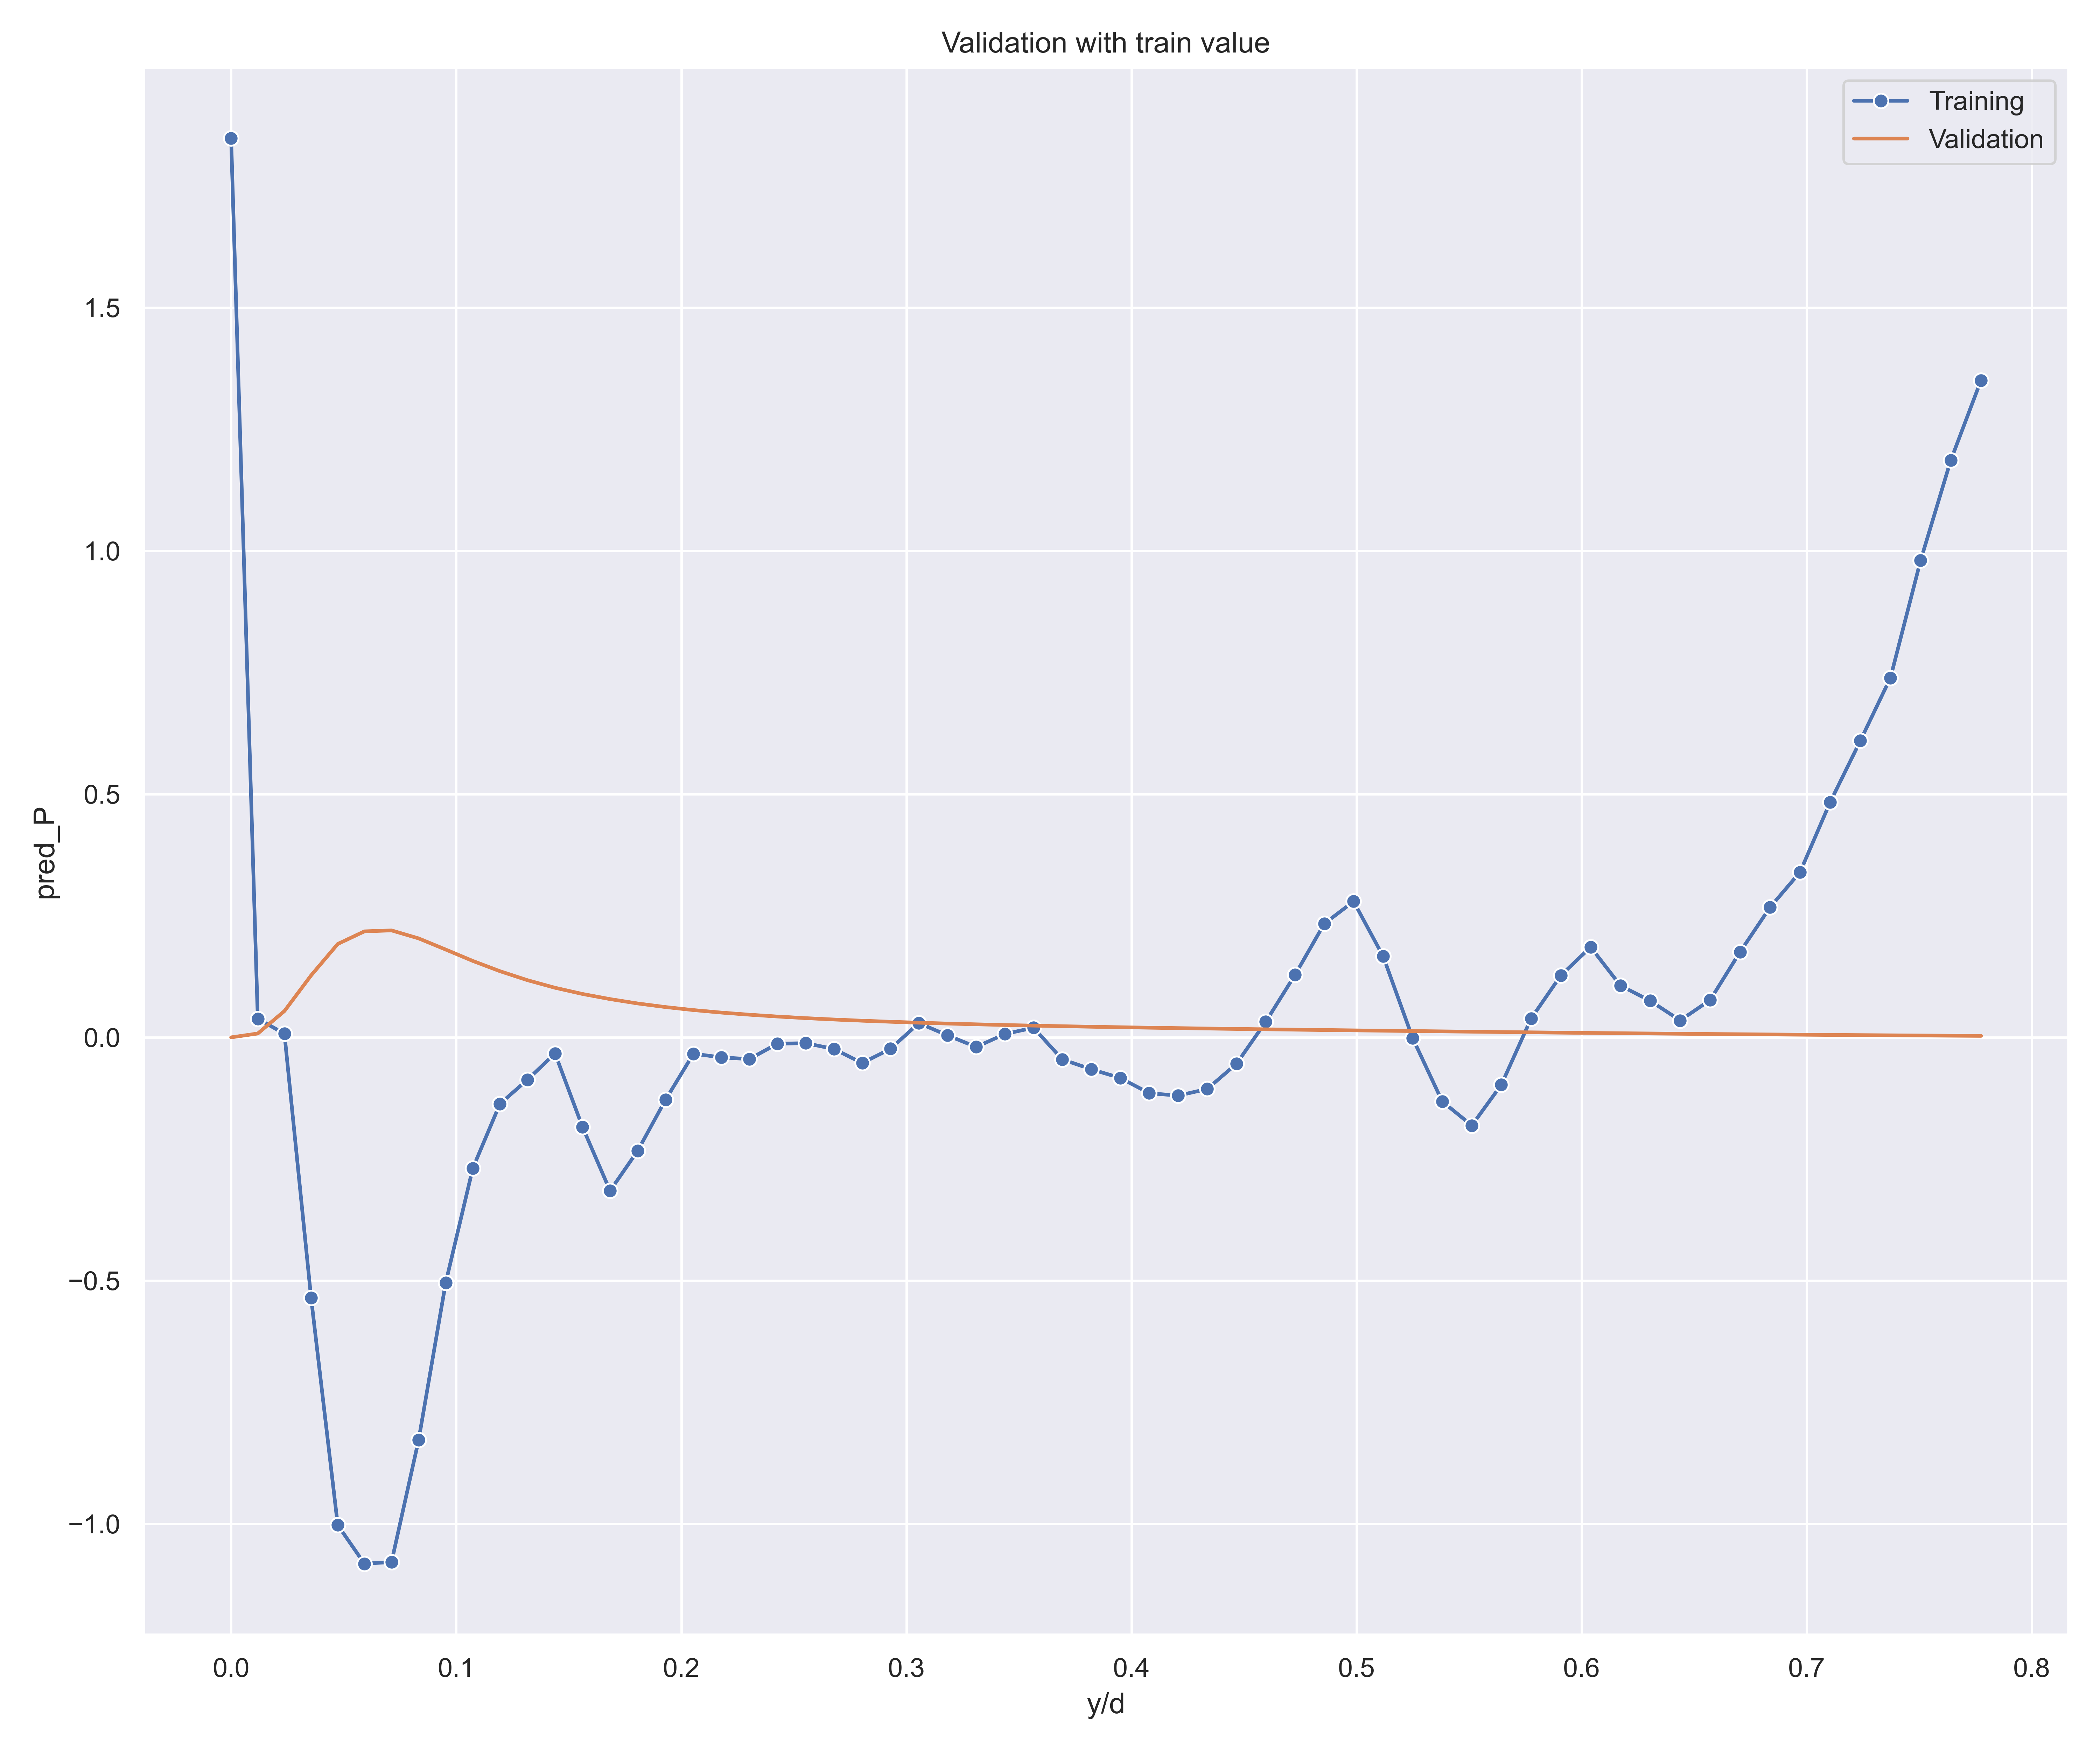 Validation with train value
Training
Validation
1.5
1.0
0.5
0.0
−0.5
−1.0
pred_P
0.0 0.1 0.2 0.3 0.4 0.5 0.6 0.7 0.8
y/d